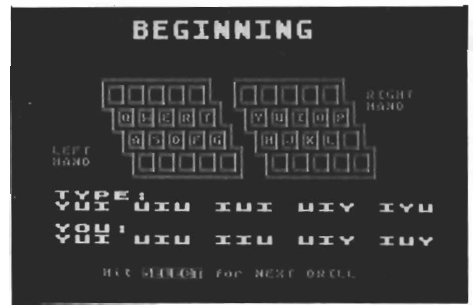 BEGINNING
RIGHT
HAND
Q W E R T Y U I O P
A S D F G H J K L
LEFT
HAND
TYPE:
YUI UIU IUI UIY IYU
YOU:
YUI UIU IIU UIY IUY
Hit for NEXT DRILL